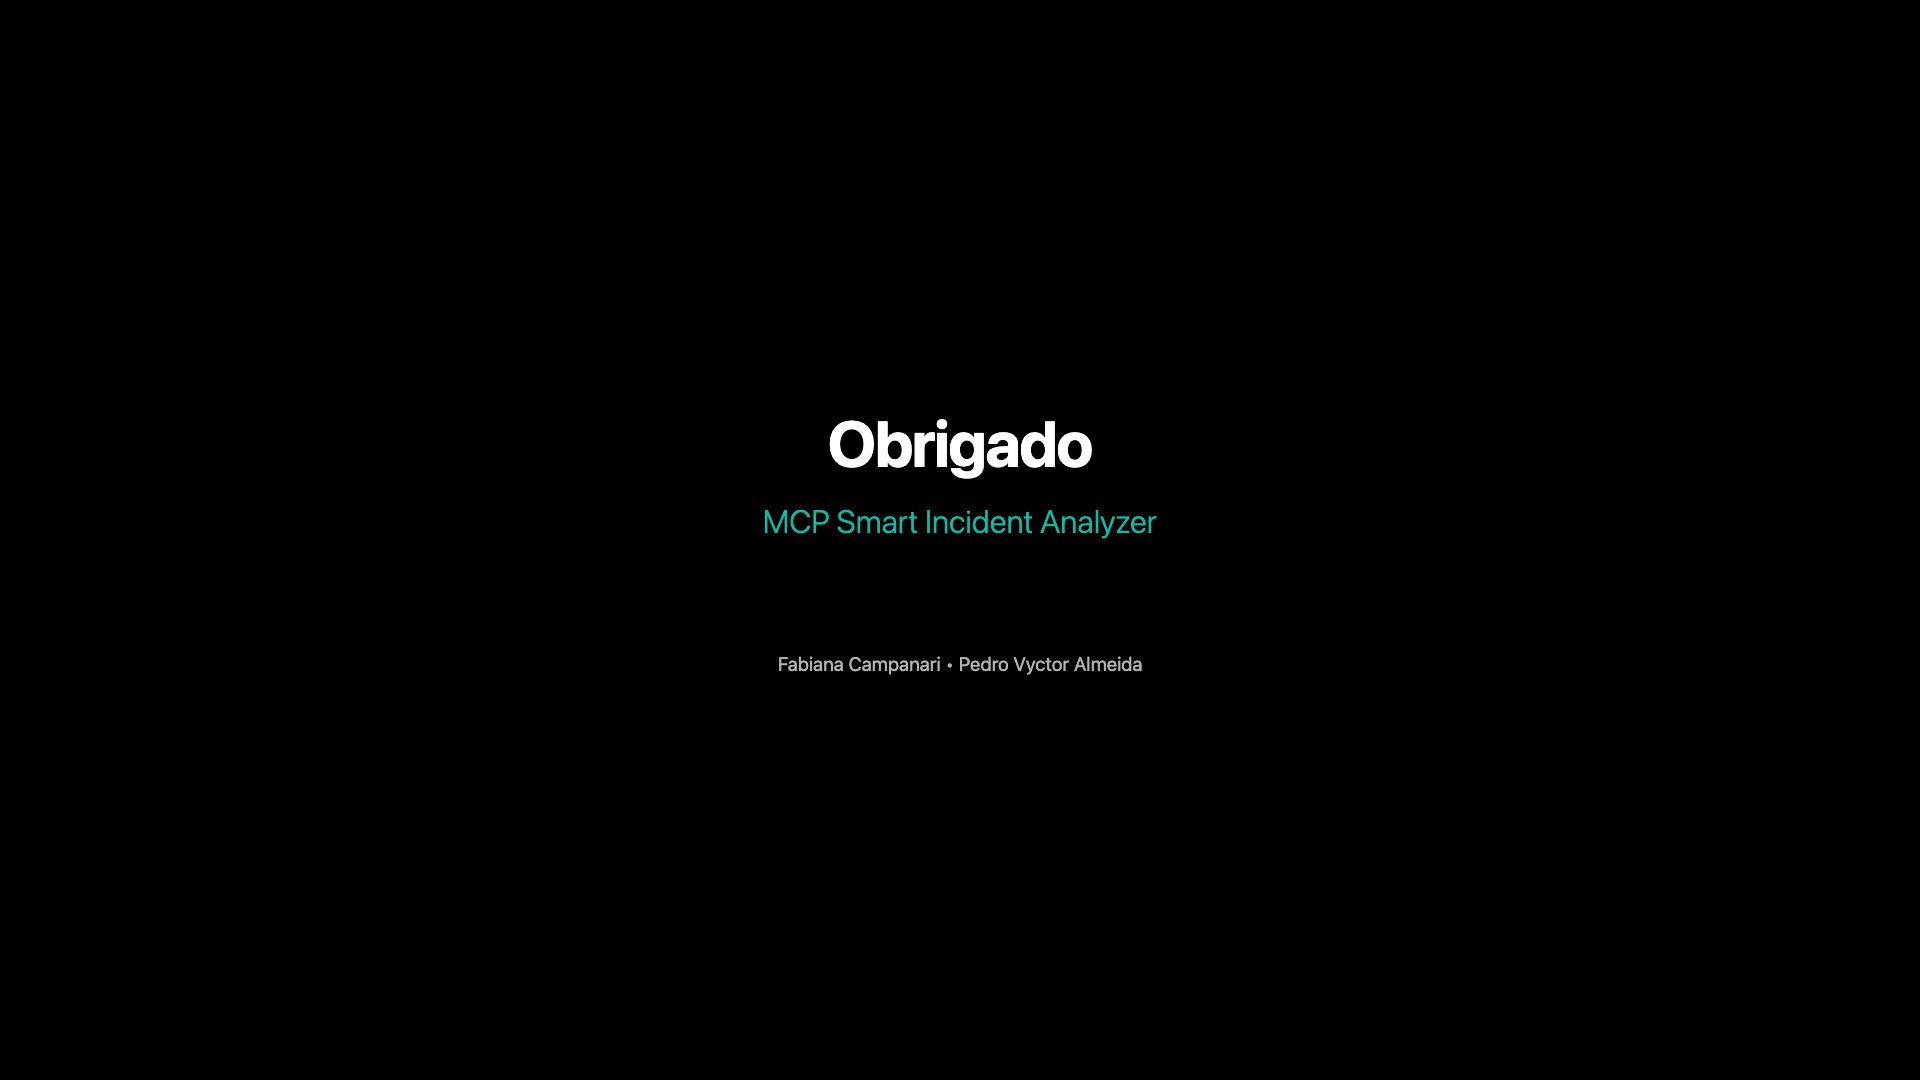 Obrigado
MCP Smart Incident Analyzer
Fabiana Campanari • Pedro Vyctor Almeida